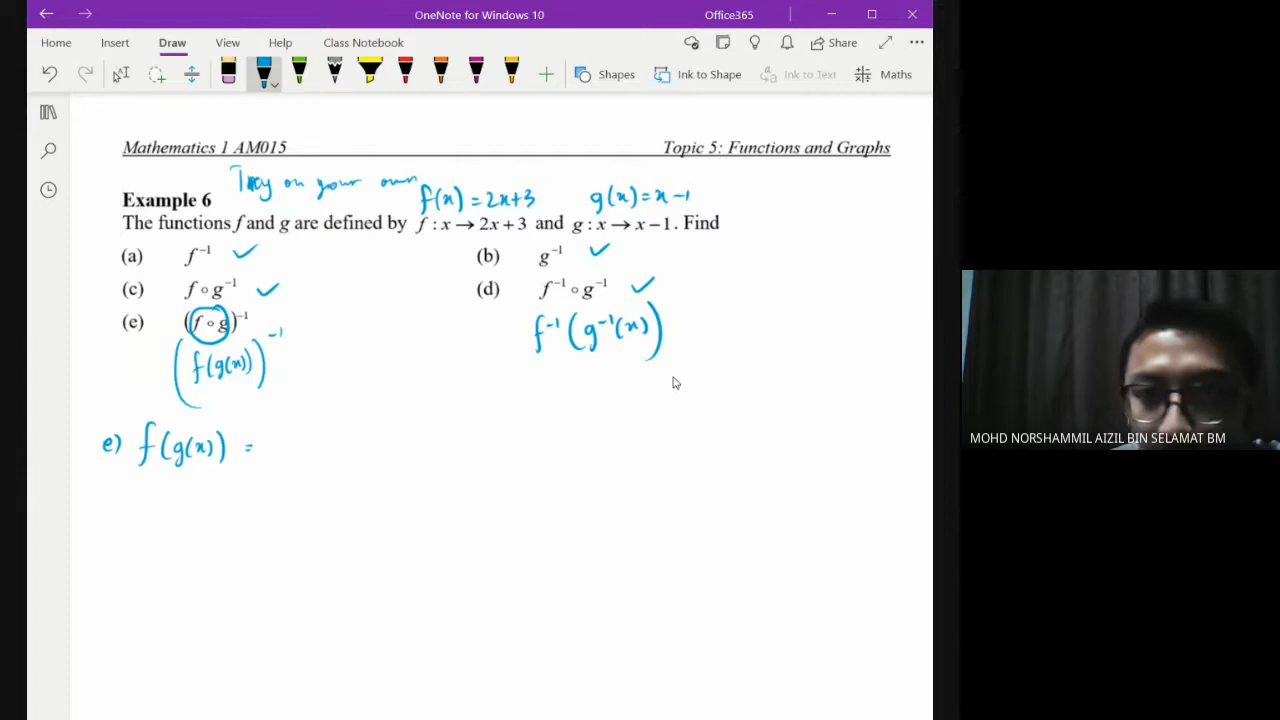 OneNote for Windows 10
Office365
Home Insert Draw View Help Class Notebook Share
Shapes Ink to Shape Ink to Text Maths
Mathematics 1 AM015 Topic 5: Functions and Graphs
Try on your own
Example 6 f(x) = 2x+3 g(x) = x-1
The functions f and g are defined by f : x → 2x + 3 and g : x → x − 1. Find
(a) f⁻¹ ✓ (b) g⁻¹ ✓
(c) f ∘ g⁻¹ ✓ (d) f⁻¹ ∘ g⁻¹ ✓
(e) (f ∘ g)⁻¹ f⁻¹(g⁻¹(x))
(f(g(x)))⁻¹
e) f(g(x)) =
MOHD NORSHAMMIL AIZIL BIN SELAMAT BM